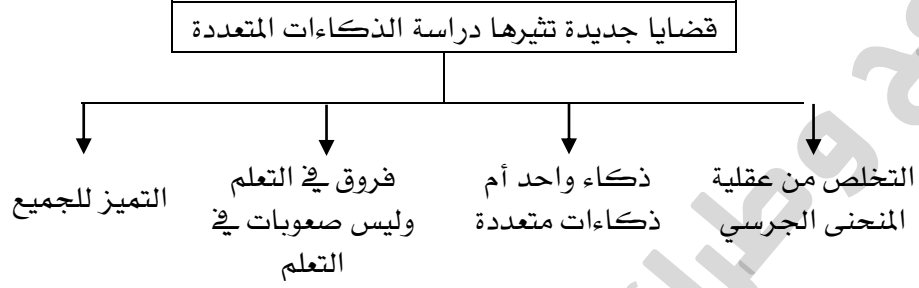 قضايا جديدة تثيرها دراسة الذكاءات المتعددة
التخلص من عقلية
المنحنى الجرسي
ذكاء واحد أم
ذكاءات متعددة
فروق في التعلم
وليس صعوبات في
التعلم
التميز للجميع